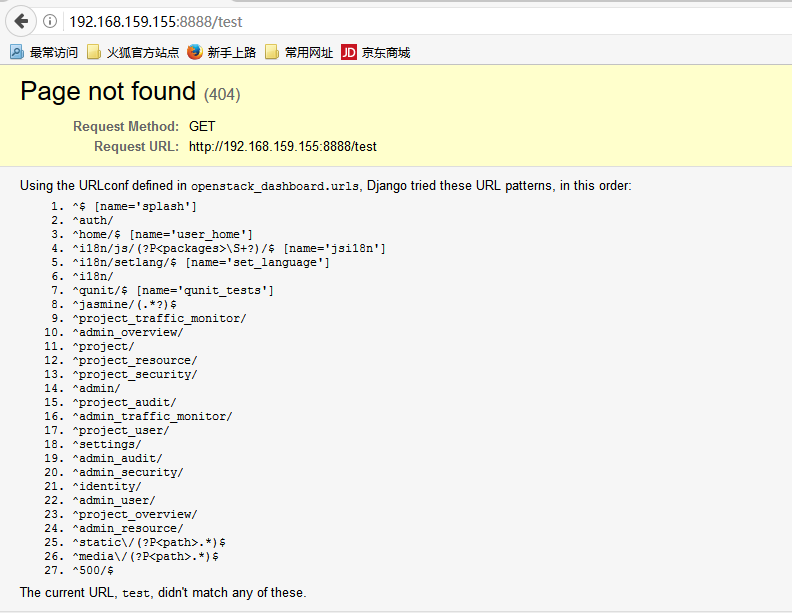 192.168.159.155:8888/test
最常访问 火狐官方站点 新手上路 常用网址 JD 京东商城
Page not found (404)
Request Method: GET
Request URL: http://192.168.159.155:8888/test
Using the URLconf defined in openstack_dashboard.urls, Django tried these URL patterns, in this order:
1. ^$ [name='splash']
2. ^auth/
3. ^home/$ [name='user_home']
4. ^i18n/js/(?P<packages>\S+?)/$ [name='jsi18n']
5. ^i18n/setlang/$ [name='set_language']
6. ^i18n/
7. ^qunit/$ [name='qunit_tests']
8. ^jasmine/(.*?)$
9. ^project_traffic_monitor/
10. ^admin_overview/
11. ^project/
12. ^project_resource/
13. ^project_security/
14. ^admin/
15. ^project_audit/
16. ^admin_traffic_monitor/
17. ^project_user/
18. ^settings/
19. ^admin_audit/
20. ^admin_security/
21. ^identity/
22. ^admin_user/
23. ^project_overview/
24. ^admin_resource/
25. ^static\/(?P<path>.*)$
26. ^media\/(?P<path>.*)$
27. ^500/$
The current URL, test, didn't match any of these.